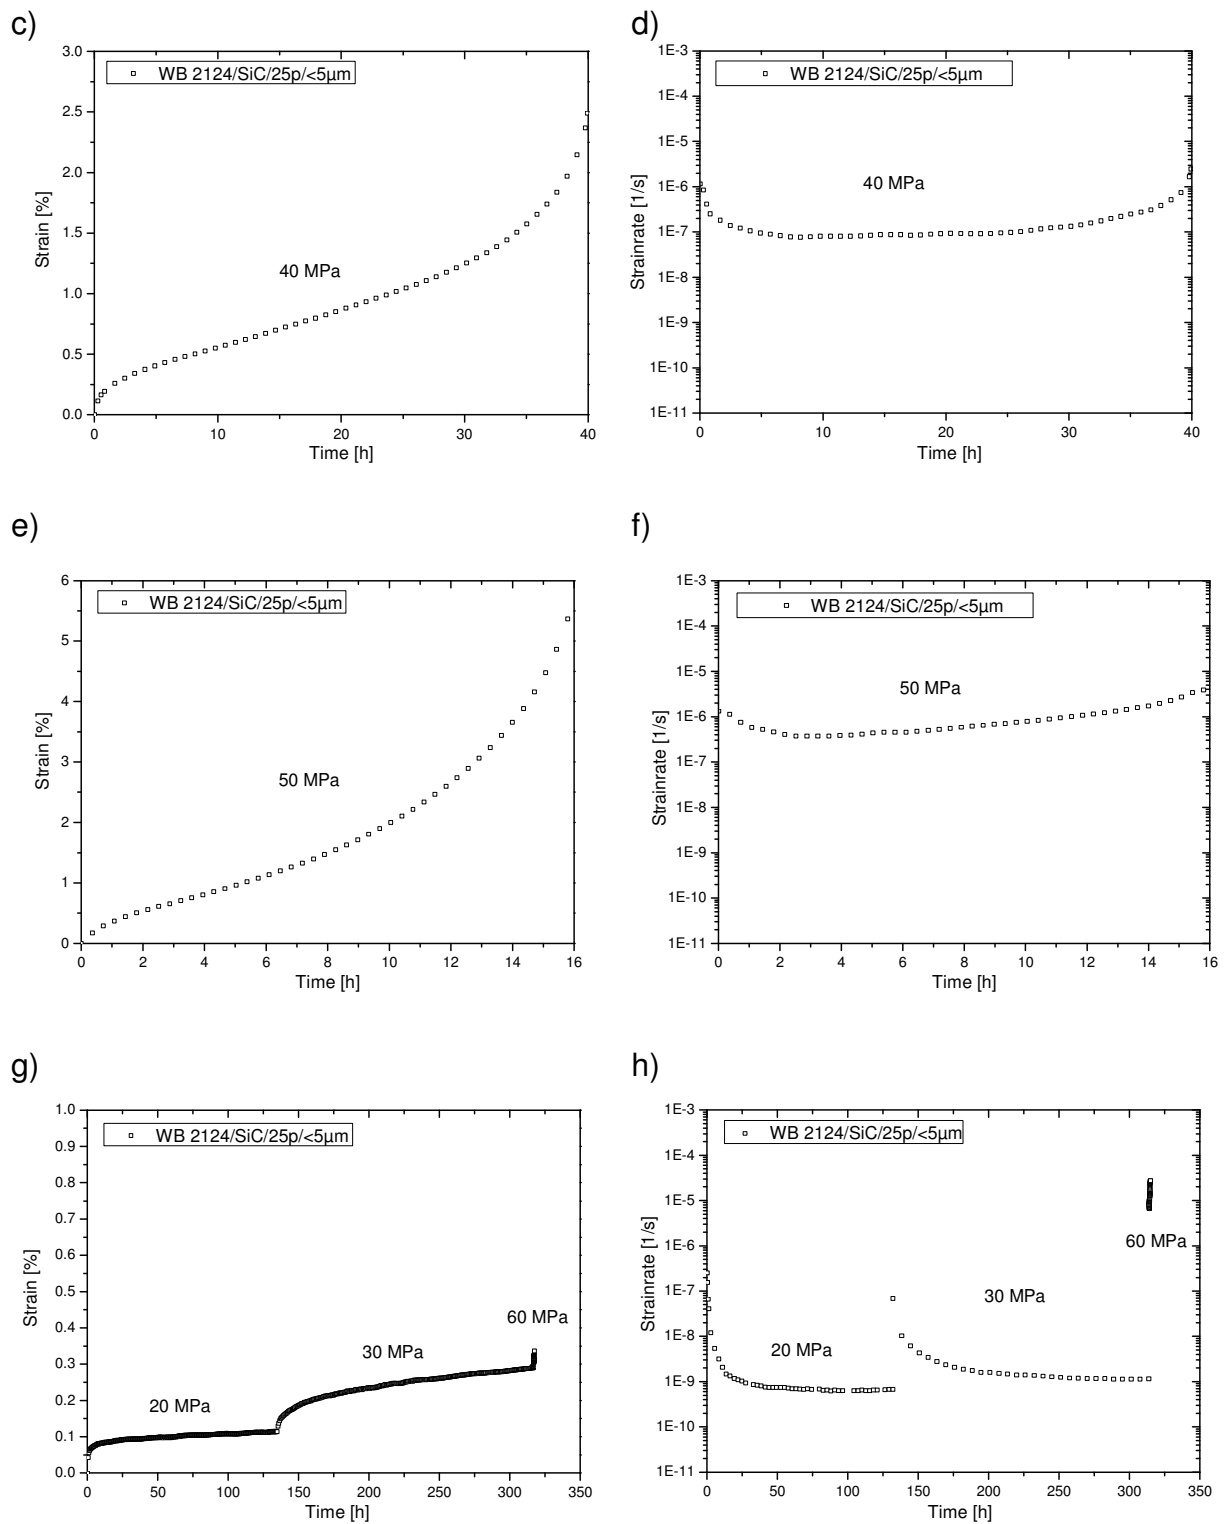 c)
3.0
2.5
2.0
1.5
1.0
0.5
0.0
Strain [%]
WB 2124/SiC/25p/<5µm
40 MPa
0 10 20 30 40
Time [h]
d)
1E-3
1E-4
1E-5
1E-6
1E-7
1E-8
1E-9
1E-10
1E-11
Strainrate [1/s]
WB 2124/SiC/25p/<5µm
40 MPa
0 10 20 30 40
Time [h]
e)
6
5
4
3
2
1
0
Strain [%]
WB 2124/SiC/25p/<5µm
50 MPa
0 2 4 6 8 10 12 14 16
Time [h]
f)
1E-3
1E-4
1E-5
1E-6
1E-7
1E-8
1E-9
1E-10
1E-11
Strainrate [1/s]
WB 2124/SiC/25p/<5µm
50 MPa
0 2 4 6 8 10 12 14 16
Time [h]
g)
1.0
0.9
0.8
0.7
0.6
0.5
0.4
0.3
0.2
0.1
0.0
Strain [%]
WB 2124/SiC/25p/<5µm
60 MPa
30 MPa
20 MPa
0 50 100 150 200 250 300 350
Time [h]
h)
1E-3
1E-4
1E-5
1E-6
1E-7
1E-8
1E-9
1E-10
1E-11
Strainrate [1/s]
WB 2124/SiC/25p/<5µm
60 MPa
30 MPa
20 MPa
0 50 100 150 200 250 300 350
Time [h]